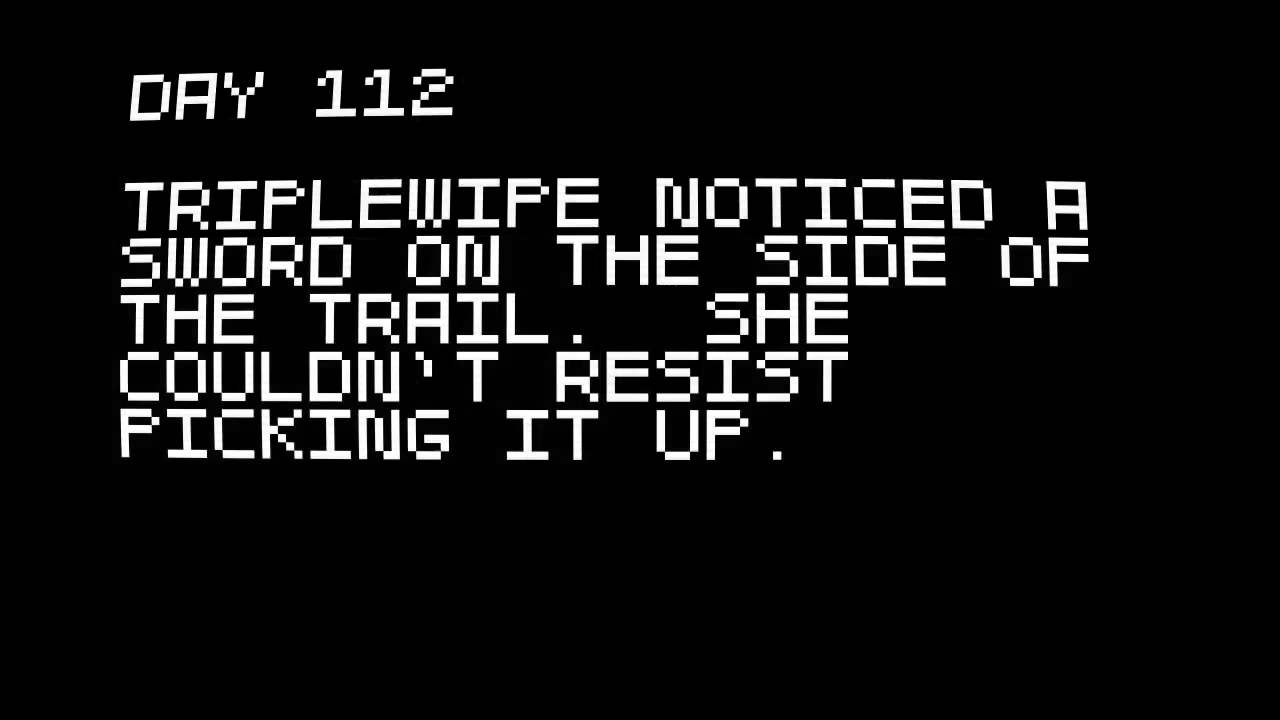 DAY 112
TRIPLEWIPE NOTICED A
SWORD ON THE SIDE OF
THE TRAIL.  SHE
COULDN'T RESIST
PICKING IT UP.